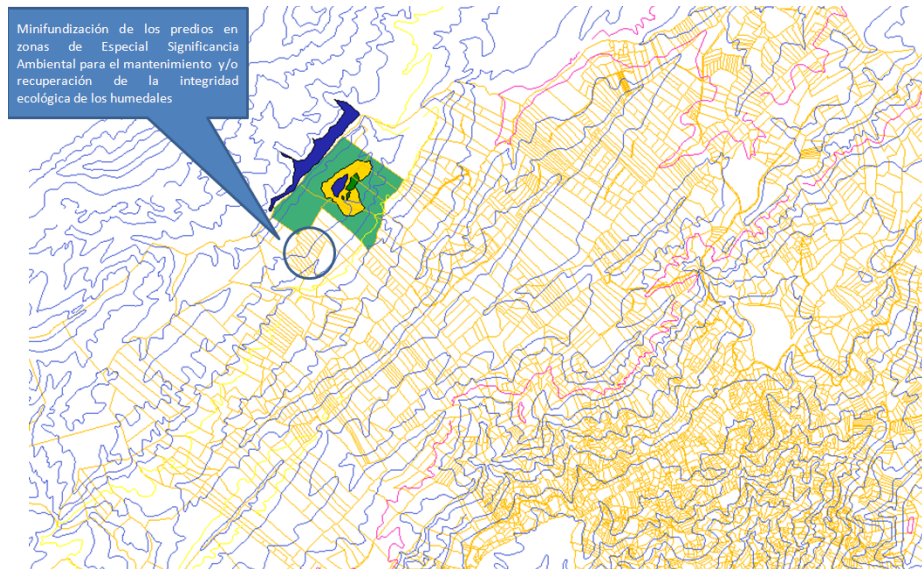 Minifundización de los predios en
zonas de Especial Significancia
Ambiental para el mantenimiento y/o
recuperación de la integridad
ecológica de los humedales